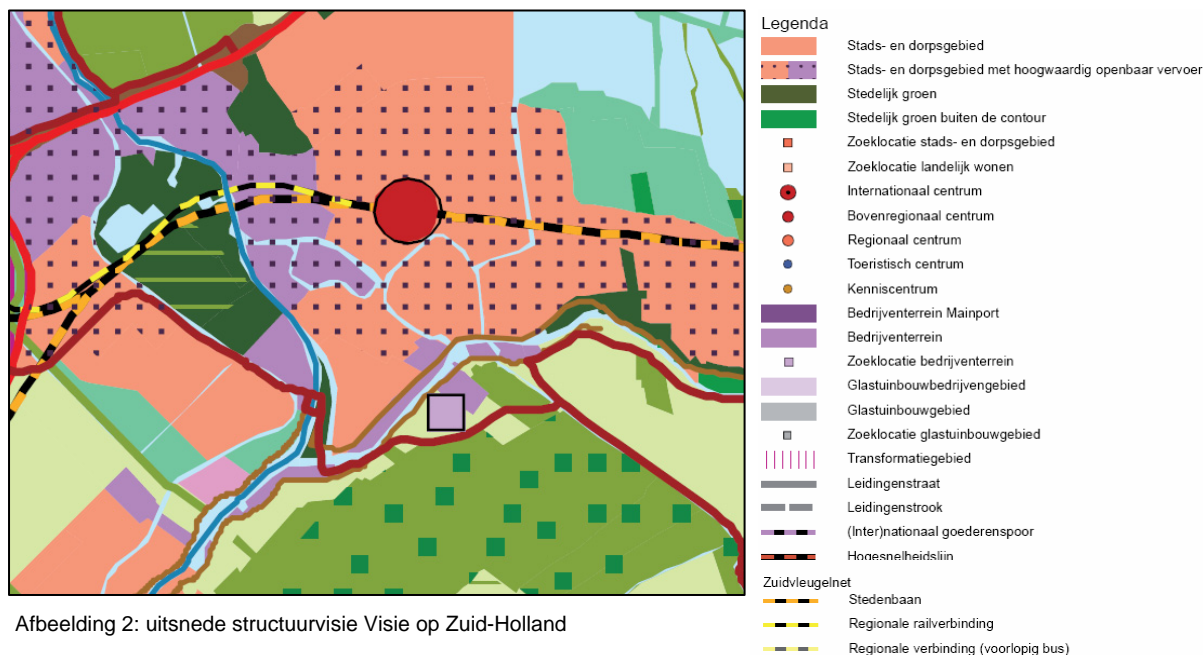 Legenda
Stads- en dorpsgebied
Stads- en dorpsgebied met hoogwaardig openbaar vervoer
Stedelijk groen
Stedelijk groen buiten de contour
Zoeklocatie stads- en dorpsgebied
Zoeklocatie landelijk wonen
Internationaal centrum
Bovenregionaal centrum
Regionaal centrum
Toeristisch centrum
Kenniscentrum
Bedrijventerrein Mainport
Bedrijventerrein
Zoeklocatie bedrijventerrein
Glastuinbouwbedrijvengebied
Glastuinbouwgebied
Zoeklocatie glastuinbouwgebied
Transformatiegebied
Leidingenstraat
Leidingenstrook
(Inter)nationaal goederenspoor
Hogesnelheidslijn
Zuidvleugelnet
Stedenbaan
Regionale railverbinding
Regionale verbinding (voorlopig bus)
Afbeelding 2: uitsnede structuurvisie Visie op Zuid-Holland